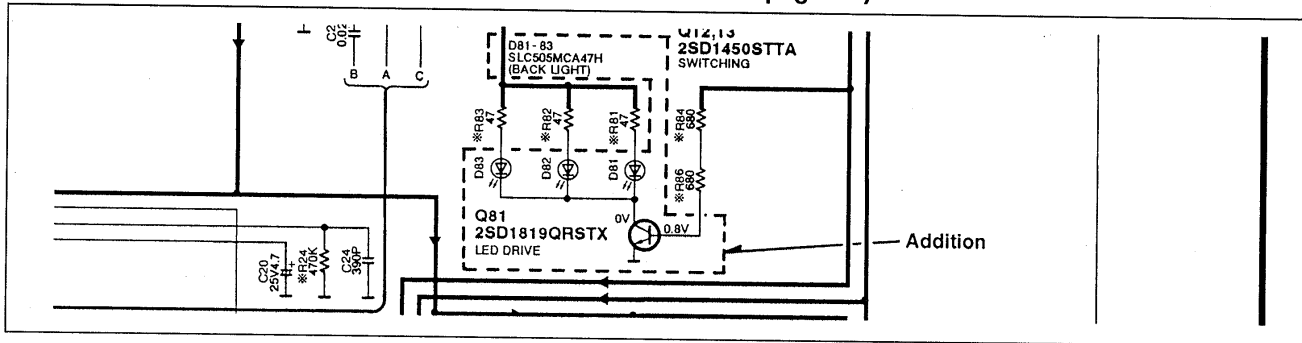 C2
0.02
B A C
D81-83
SLC505MCA47H
(BACK LIGHT)
Q12,13
2SD1450STTA
SWITCHING
※R83
47
※R82
47
※R81
47
※R84
680
※R86
680
D83
D82
D81
Q81
2SD1819QRSTX
LED DRIVE
0V
0.8V
Addition
C20
25V4.7
+
※R24
470K
C24
390P